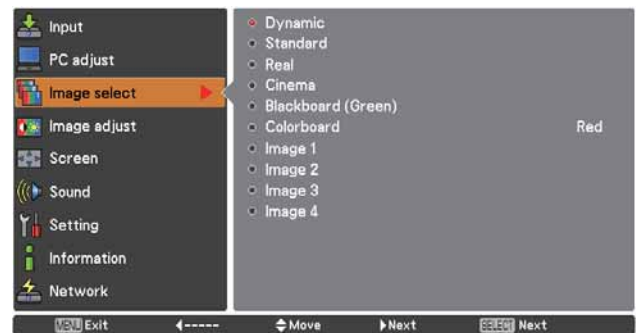 Input
PC adjust
Image select
Image adjust
Screen
Sound
Setting
Information
Network
Dynamic
Standard
Real
Cinema
Blackboard (Green)
Colorboard Red
Image 1
Image 2
Image 3
Image 4
MENU Exit ----- Move Next SELECT Next